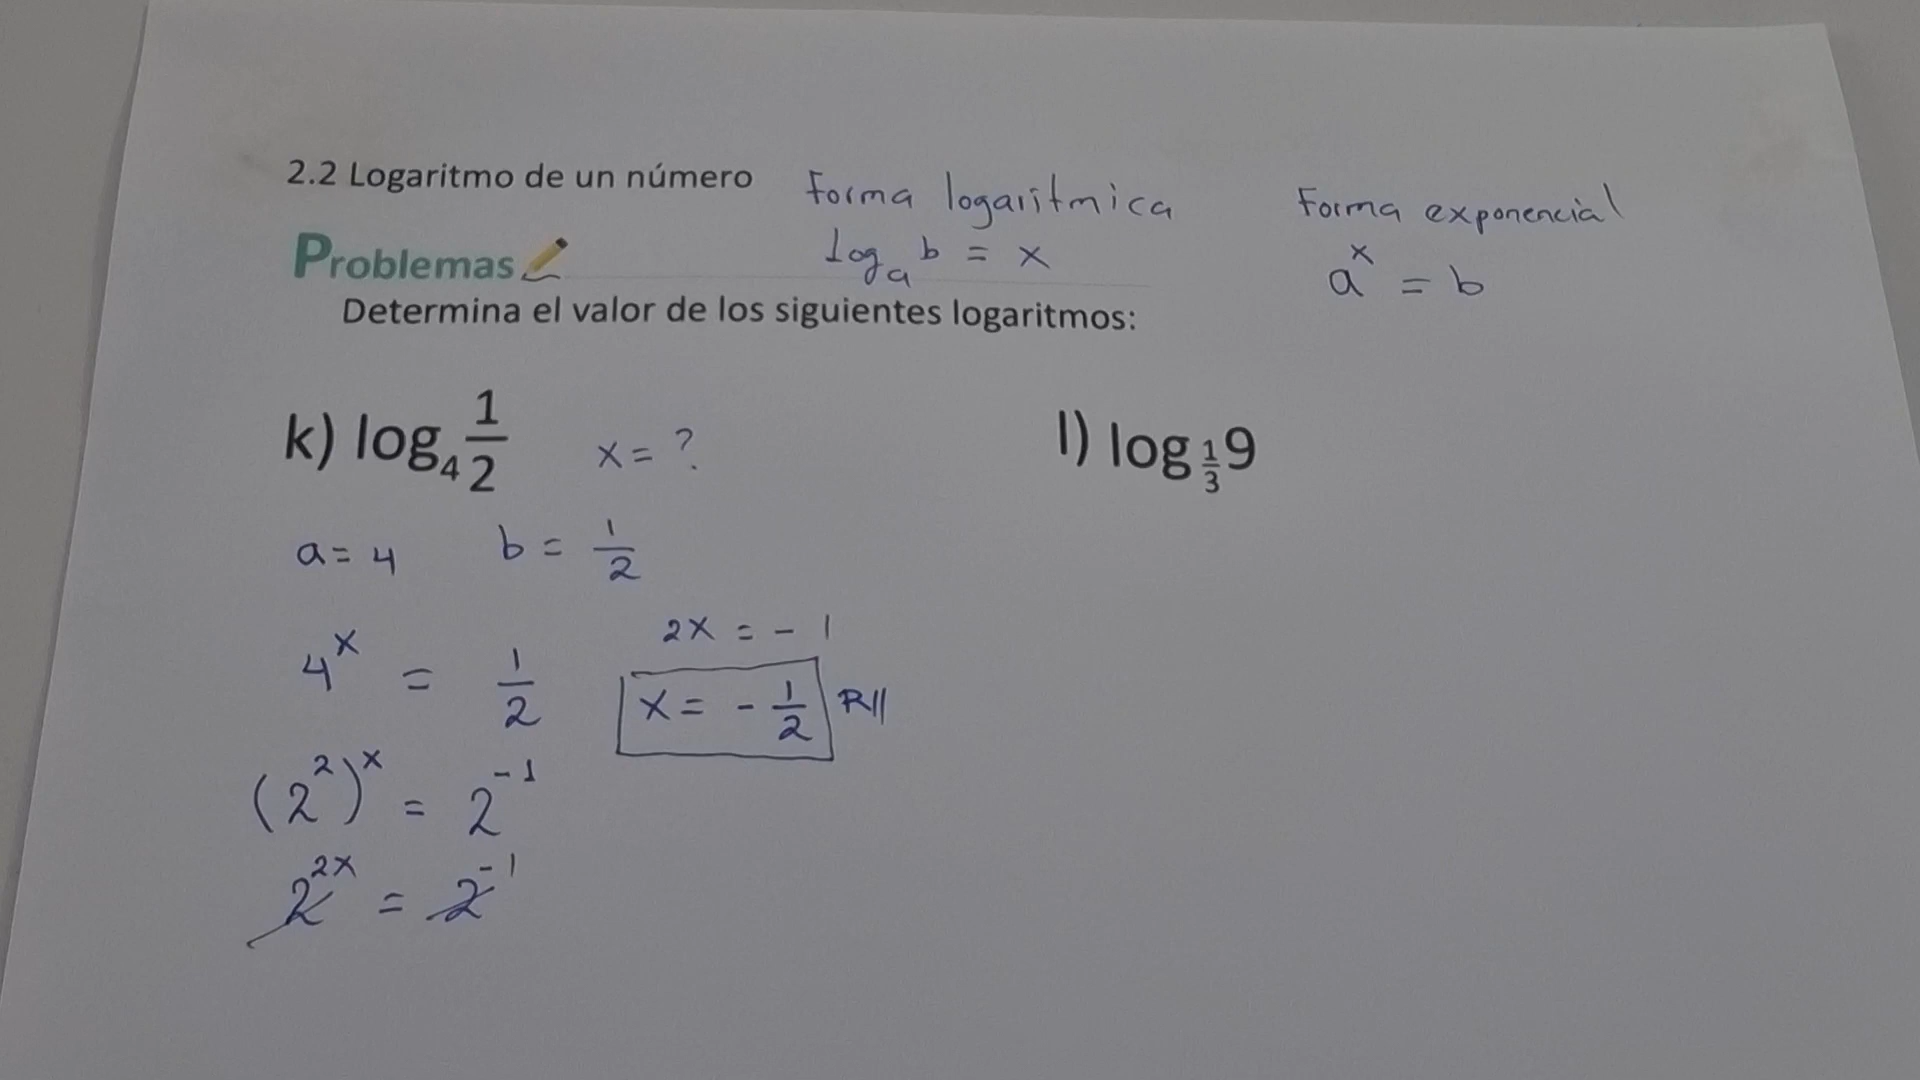 2.2 Logaritmo de un número
Forma logarítmica
Forma exponencial
log_a b = x
a^x = b
Problemas
Determina el valor de los siguientes logaritmos:
k) log_4 1/2
x = ?
l) log_1/3 9
a = 4
b = 1/2
4^x = 1/2
2x = - 1
x = - 1/2 R//
(2^2)^x = 2^-1
2^2x = 2^-1